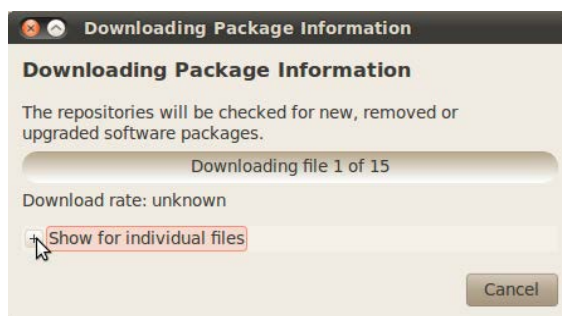 Downloading Package Information
Downloading Package Information
The repositories will be checked for new, removed or
upgraded software packages.
Downloading file 1 of 15
Download rate: unknown
Show for individual files
Cancel